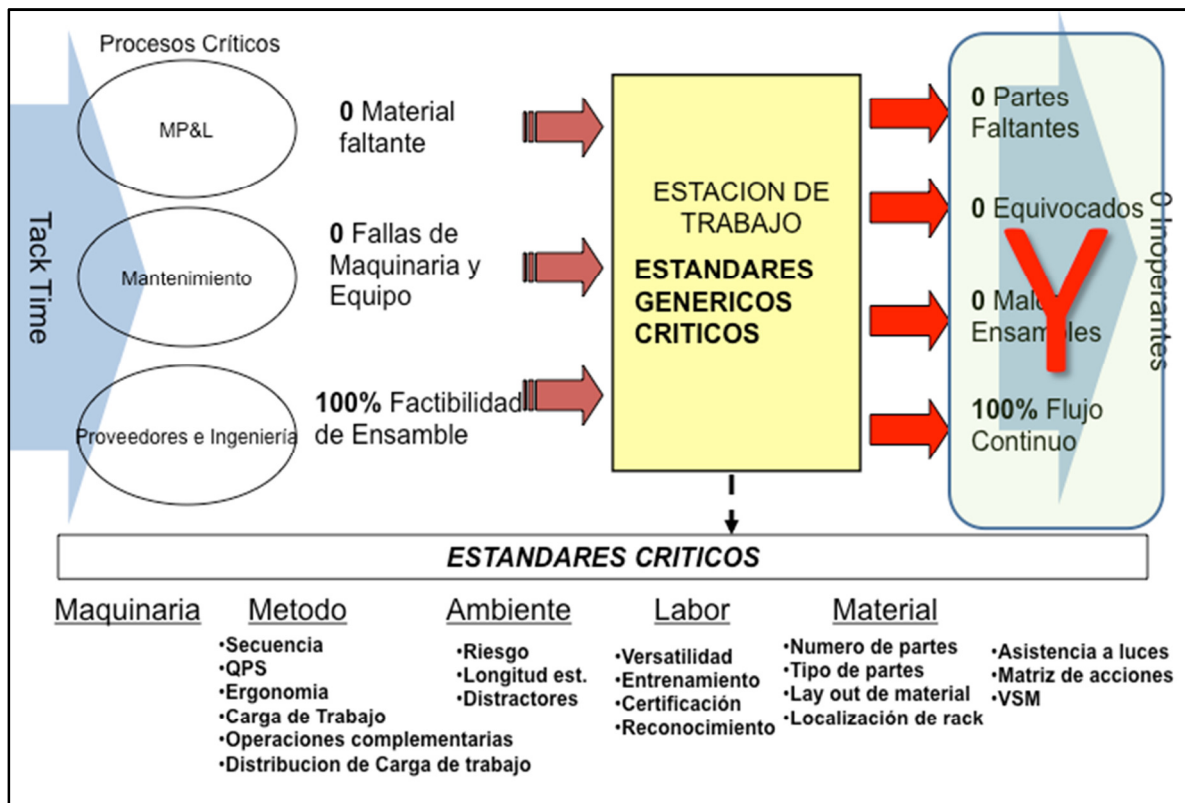 Procesos Críticos
Tack Time
MP&L
0 Material
faltante
Mantenimiento
0 Fallas de
Maquinaria y
Equipo
Proveedores e Ingeniería
100% Factibilidad
de Ensamble
ESTACION DE
TRABAJO
ESTANDARES
GENERICOS
CRITICOS
0 Partes
Faltantes
0 Equivocados
0 Malos
Ensambles
100% Flujo
Continuo
Y
0 Inoperantes
ESTANDARES CRITICOS
Maquinaria
Metodo
•Secuencia
•QPS
•Ergonomia
•Carga de Trabajo
•Operaciones complementarias
•Distribucion de Carga de trabajo
Ambiente
•Riesgo
•Longitud est.
•Distractores
Labor
•Versatilidad
•Entrenamiento
•Certificación
•Reconocimiento
Material
•Numero de partes
•Tipo de partes
•Lay out de material
•Localización de rack
•Asistencia a luces
•Matriz de acciones
•VSM